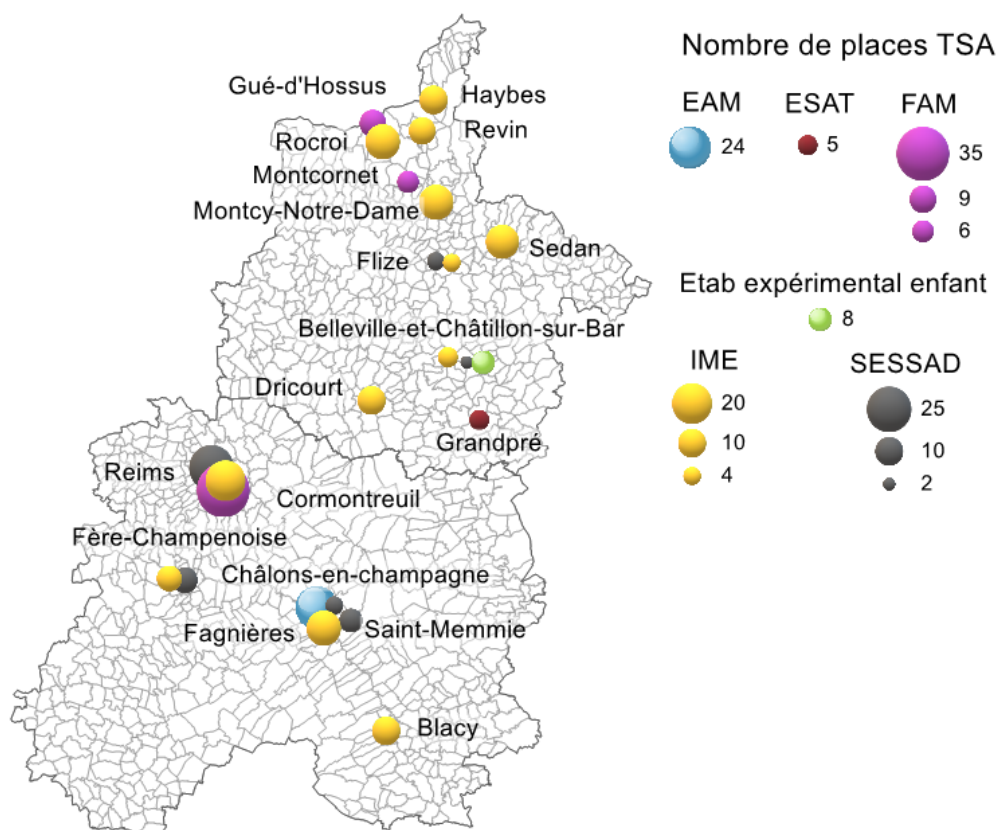 Nombre de places TSA
EAM
ESAT
FAM
24
5
35
9
6
Etab expérimental enfant
8
IME
SESSAD
20
25
10
10
4
2
Gué-d'Hossus
Haybes
Revin
Rocroi
Montcornet
Montcy-Notre-Dame
Sedan
Flize
Belleville-et-Châtillon-sur-Bar
Dricourt
Grandpré
Reims
Cormontreuil
Fère-Champenoise
Châlons-en-champagne
Fagnières
Saint-Memmie
Blacy